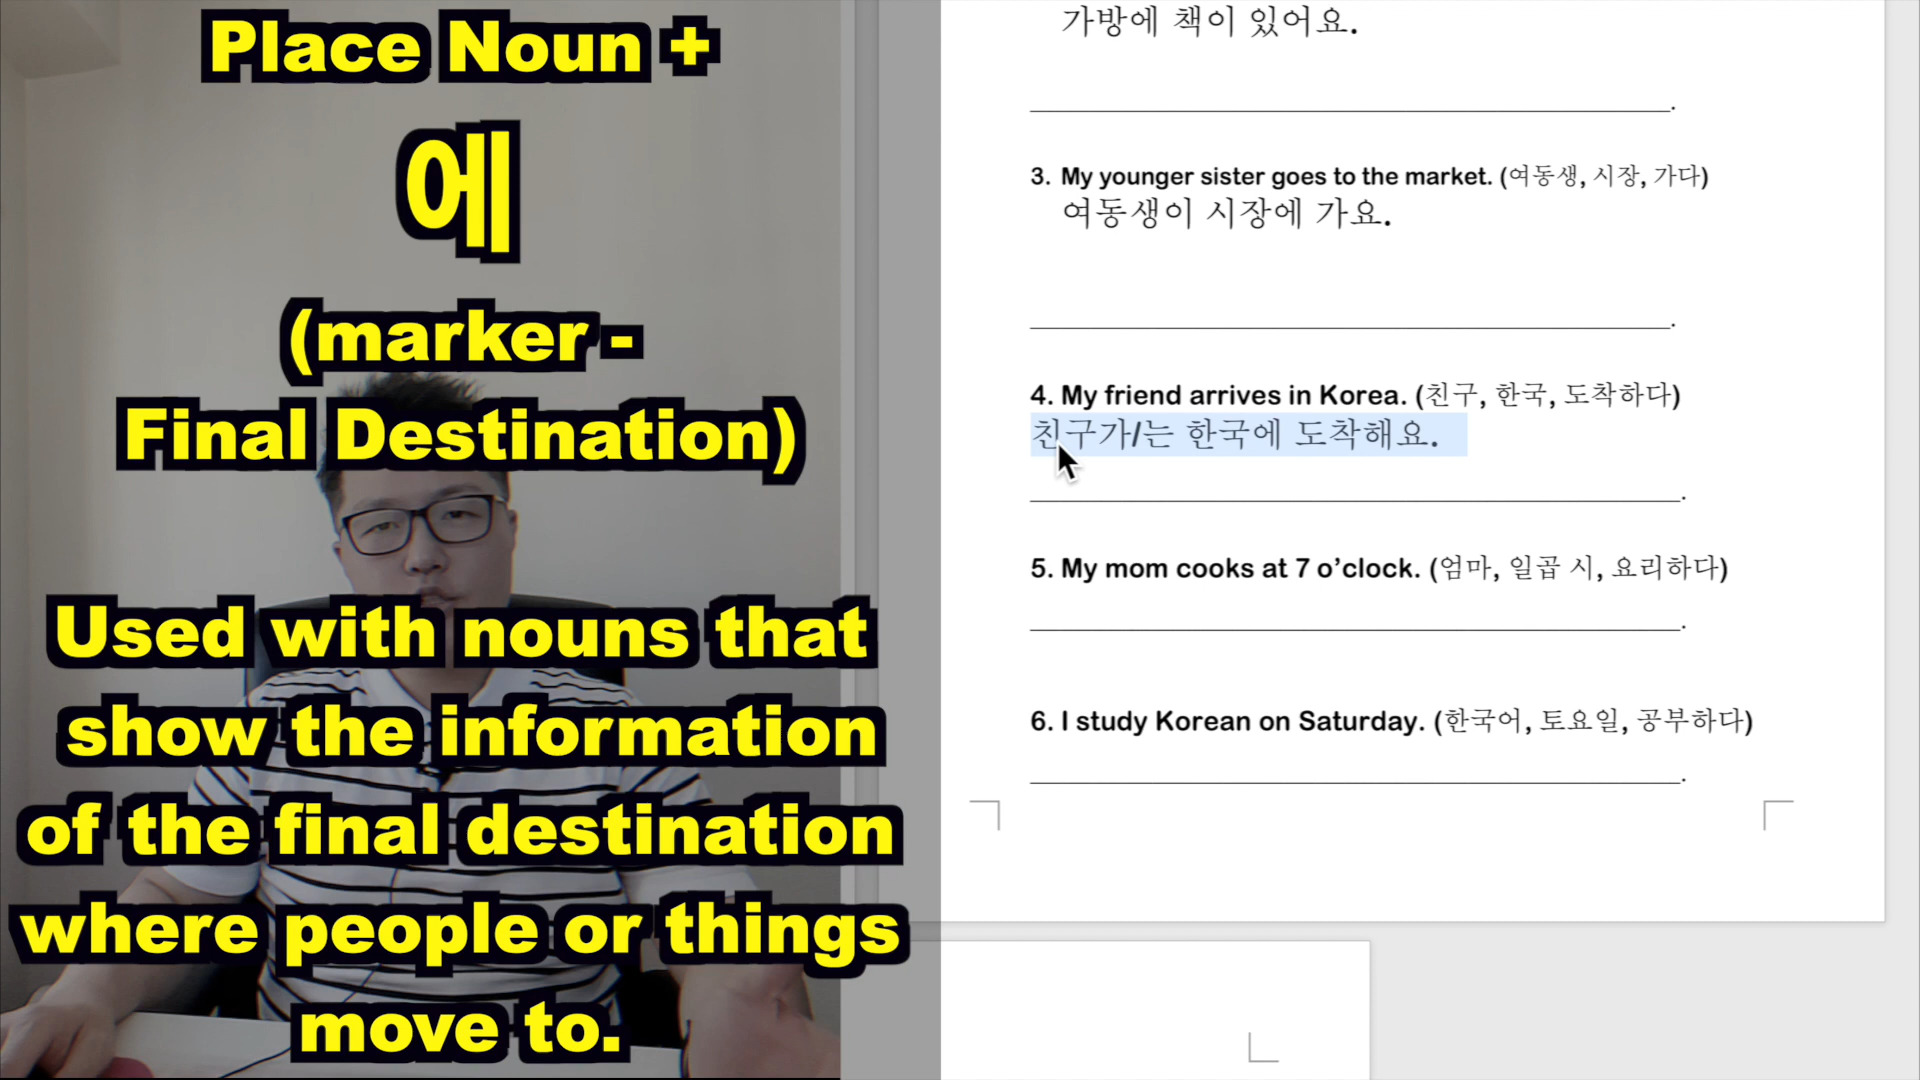 Place Noun +
에
(marker -
Final Destination)
Used with nouns that
show the information
of the final destination
where people or things
move to.
가방에 책이 있어요.
_______________________________________.
3. My younger sister goes to the market. (여동생, 시장, 가다)
여동생이 시장에 가요.
_______________________________________.
4. My friend arrives in Korea. (친구, 한국, 도착하다)
친구가/는 한국에 도착해요.
_______________________________________.
5. My mom cooks at 7 o’clock. (엄마, 일곱 시, 요리하다)
_______________________________________.
6. I study Korean on Saturday. (한국어, 토요일, 공부하다)
_______________________________________.